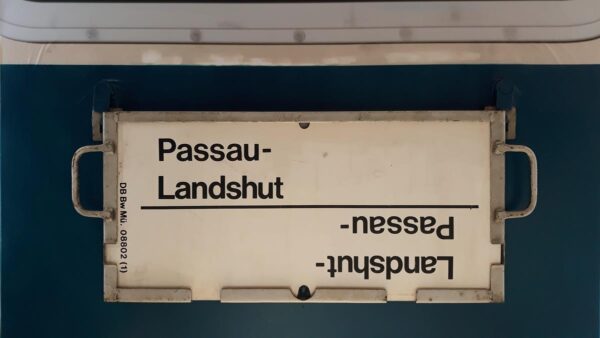 Passau-
Landshut
Landshut-
Passau-
DB Bw Mü. 08802 (1)